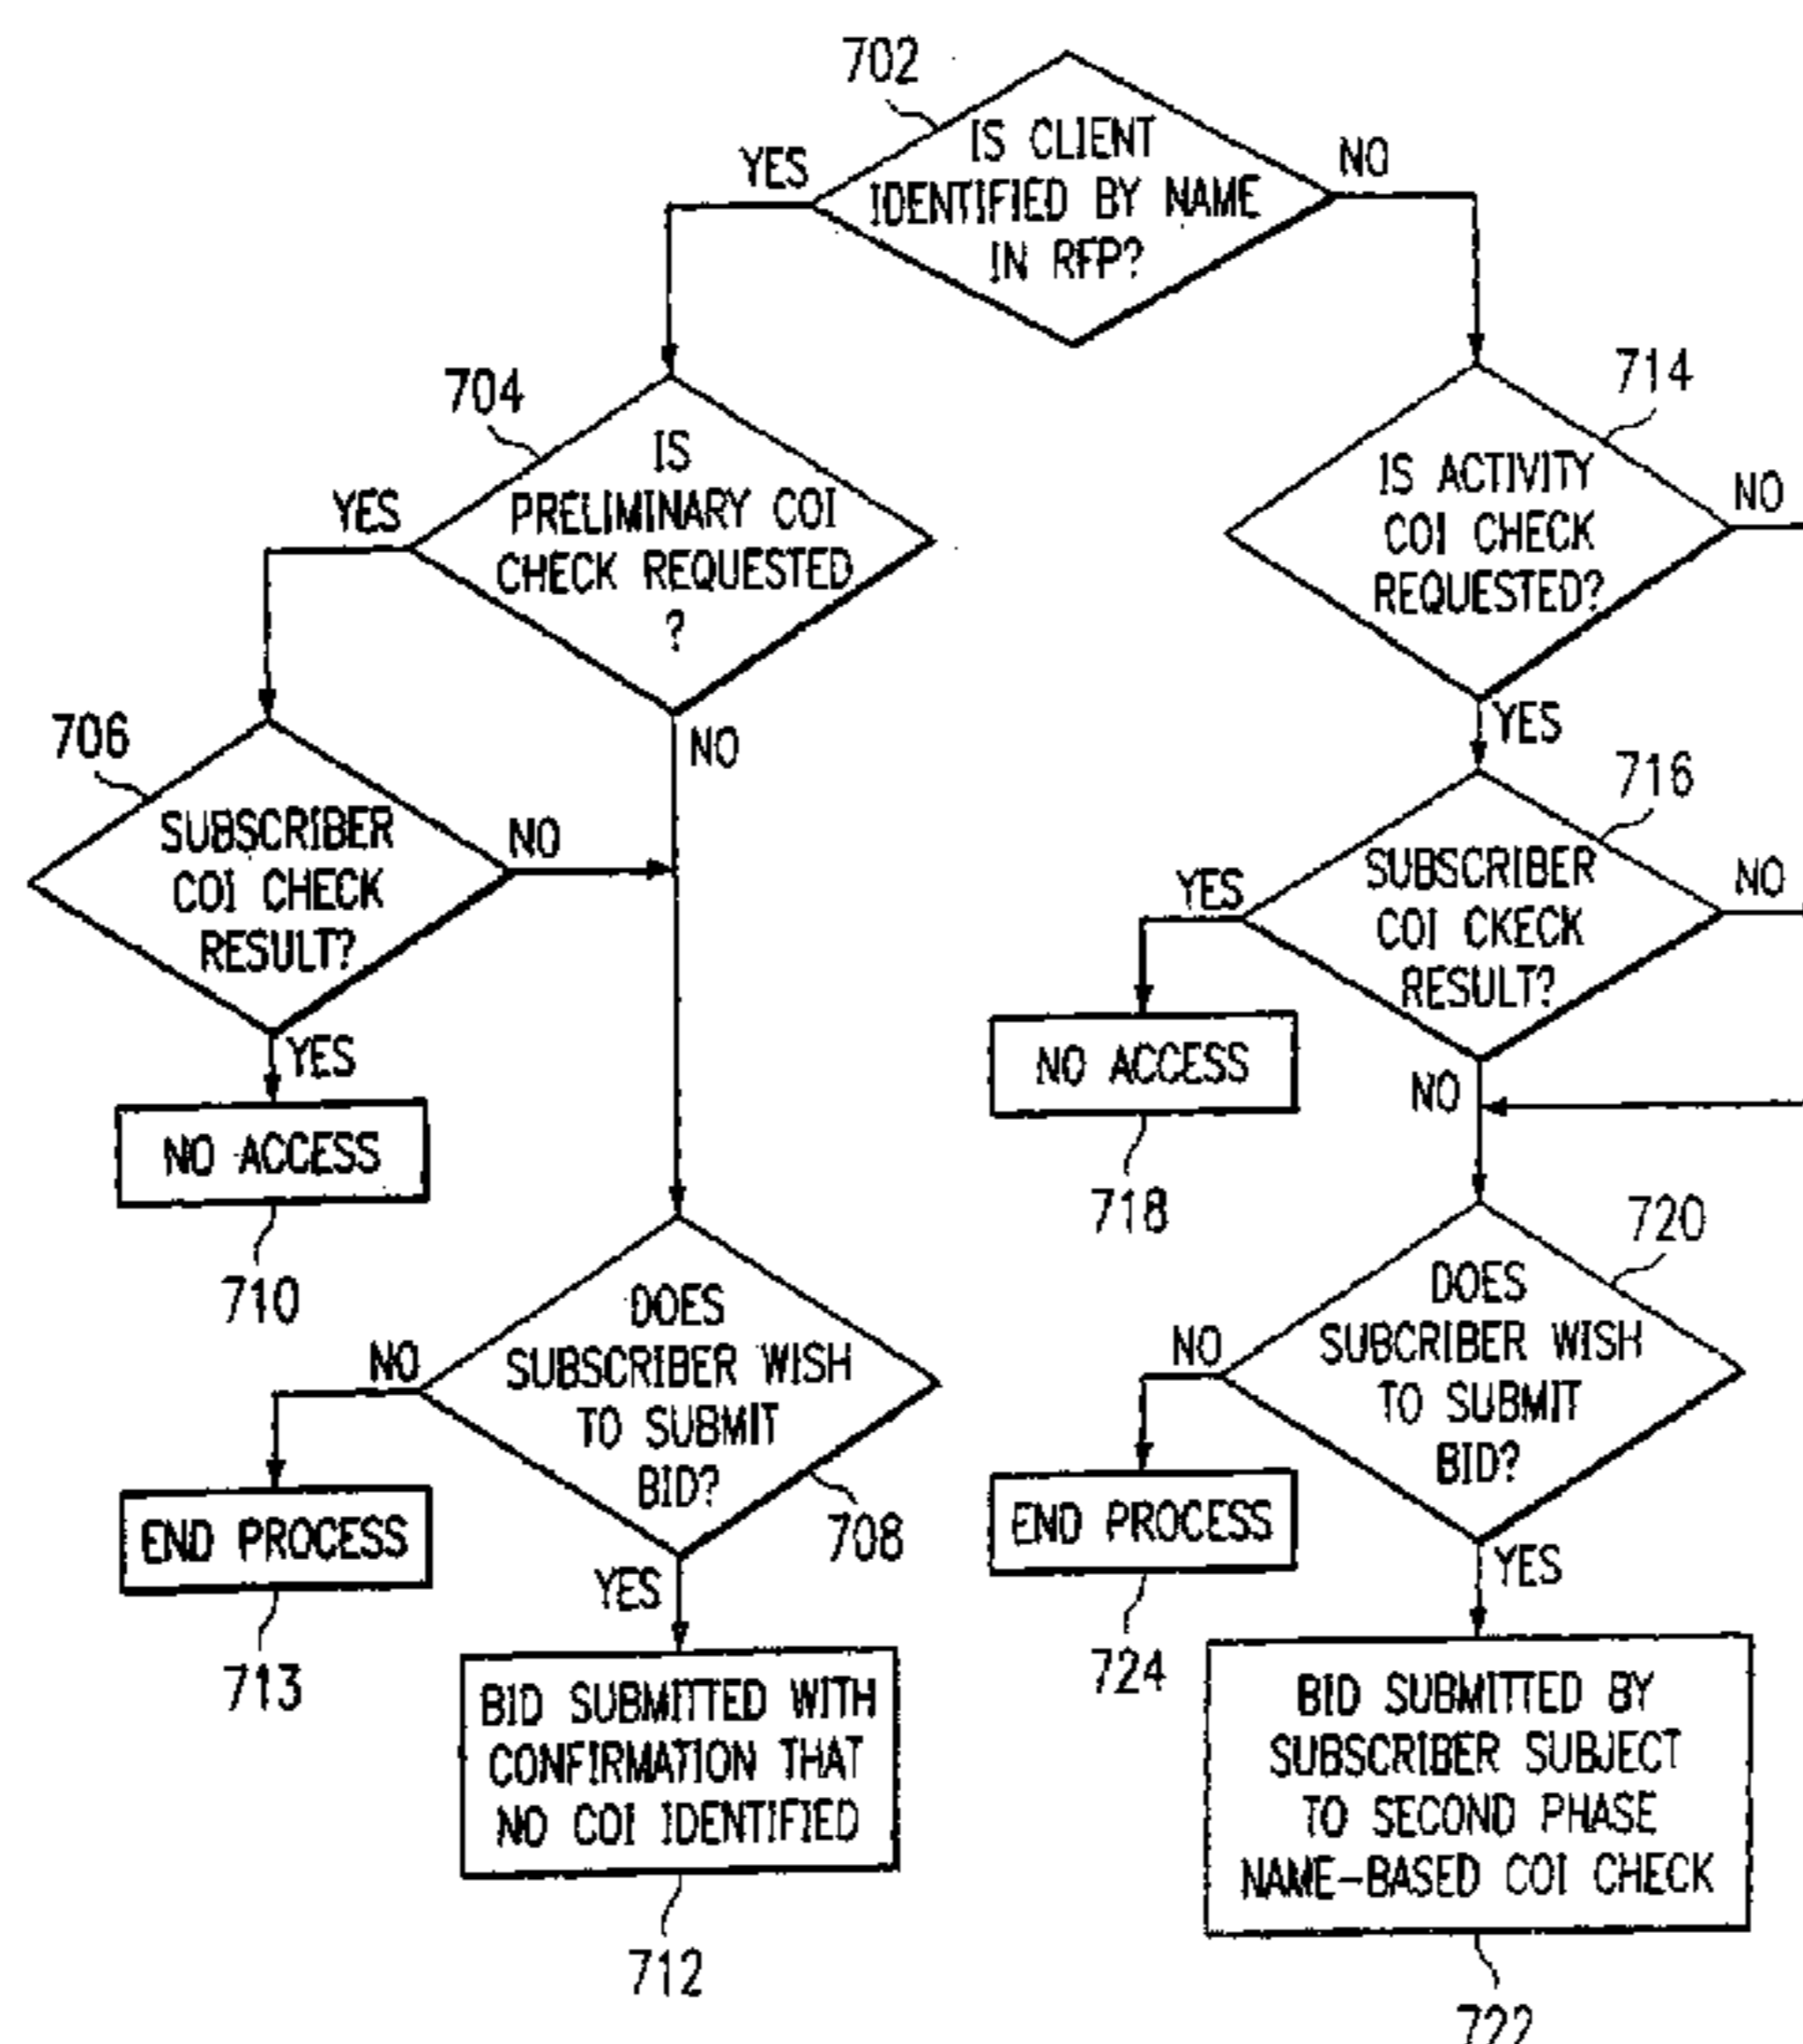 702
IS CLIENT
IDENTIFIED BY NAME
IN RFP?
YES
NO
704
IS
PRELIMINARY COI
CHECK REQUESTED
?
YES
NO
714
IS ACTIVITY
COI CHECK
REQUESTED?
NO
YES
706
SUBSCRIBER
COI CHECK
RESULT?
NO
YES
716
SUBSCRIBER
COI CKECK
RESULT?
YES
NO
NO
NO ACCESS
710
NO ACCESS
718
DOES
SUBSCRIBER WISH
TO SUBMIT
BID?
NO
YES
708
720
DOES
SUBCRIBER WISH
TO SUBMIT
BID?
NO
YES
END PROCESS
713
END PROCESS
724
BID SUBMITTED WITH
CONFIRMATION THAT
NO COI IDENTIFIED
712
BID SUBMITTED BY
SUBSCRIBER SUBJECT
TO SECOND PHASE
NAME-BASED COI CHECK
722